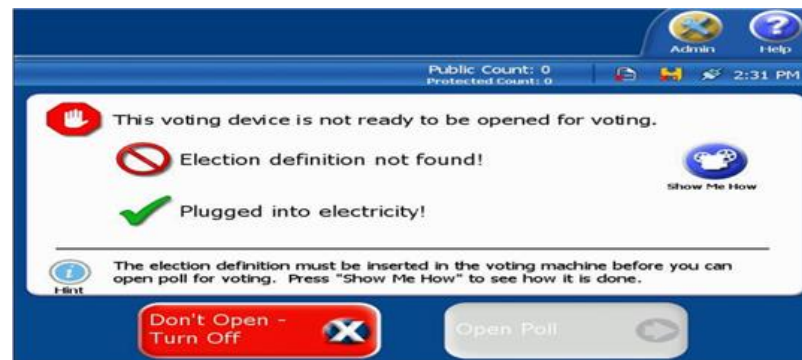 Admin Help
Public Count: 0
Protected Count: 0
2:31 PM
This voting device is not ready to be opened for voting.
Election definition not found!
Show Me How
Plugged into electricity!
The election definition must be inserted in the voting machine before you can
open poll for voting. Press "Show Me How" to see how it is done.
Hint
Don't Open -
Turn Off
Open Poll